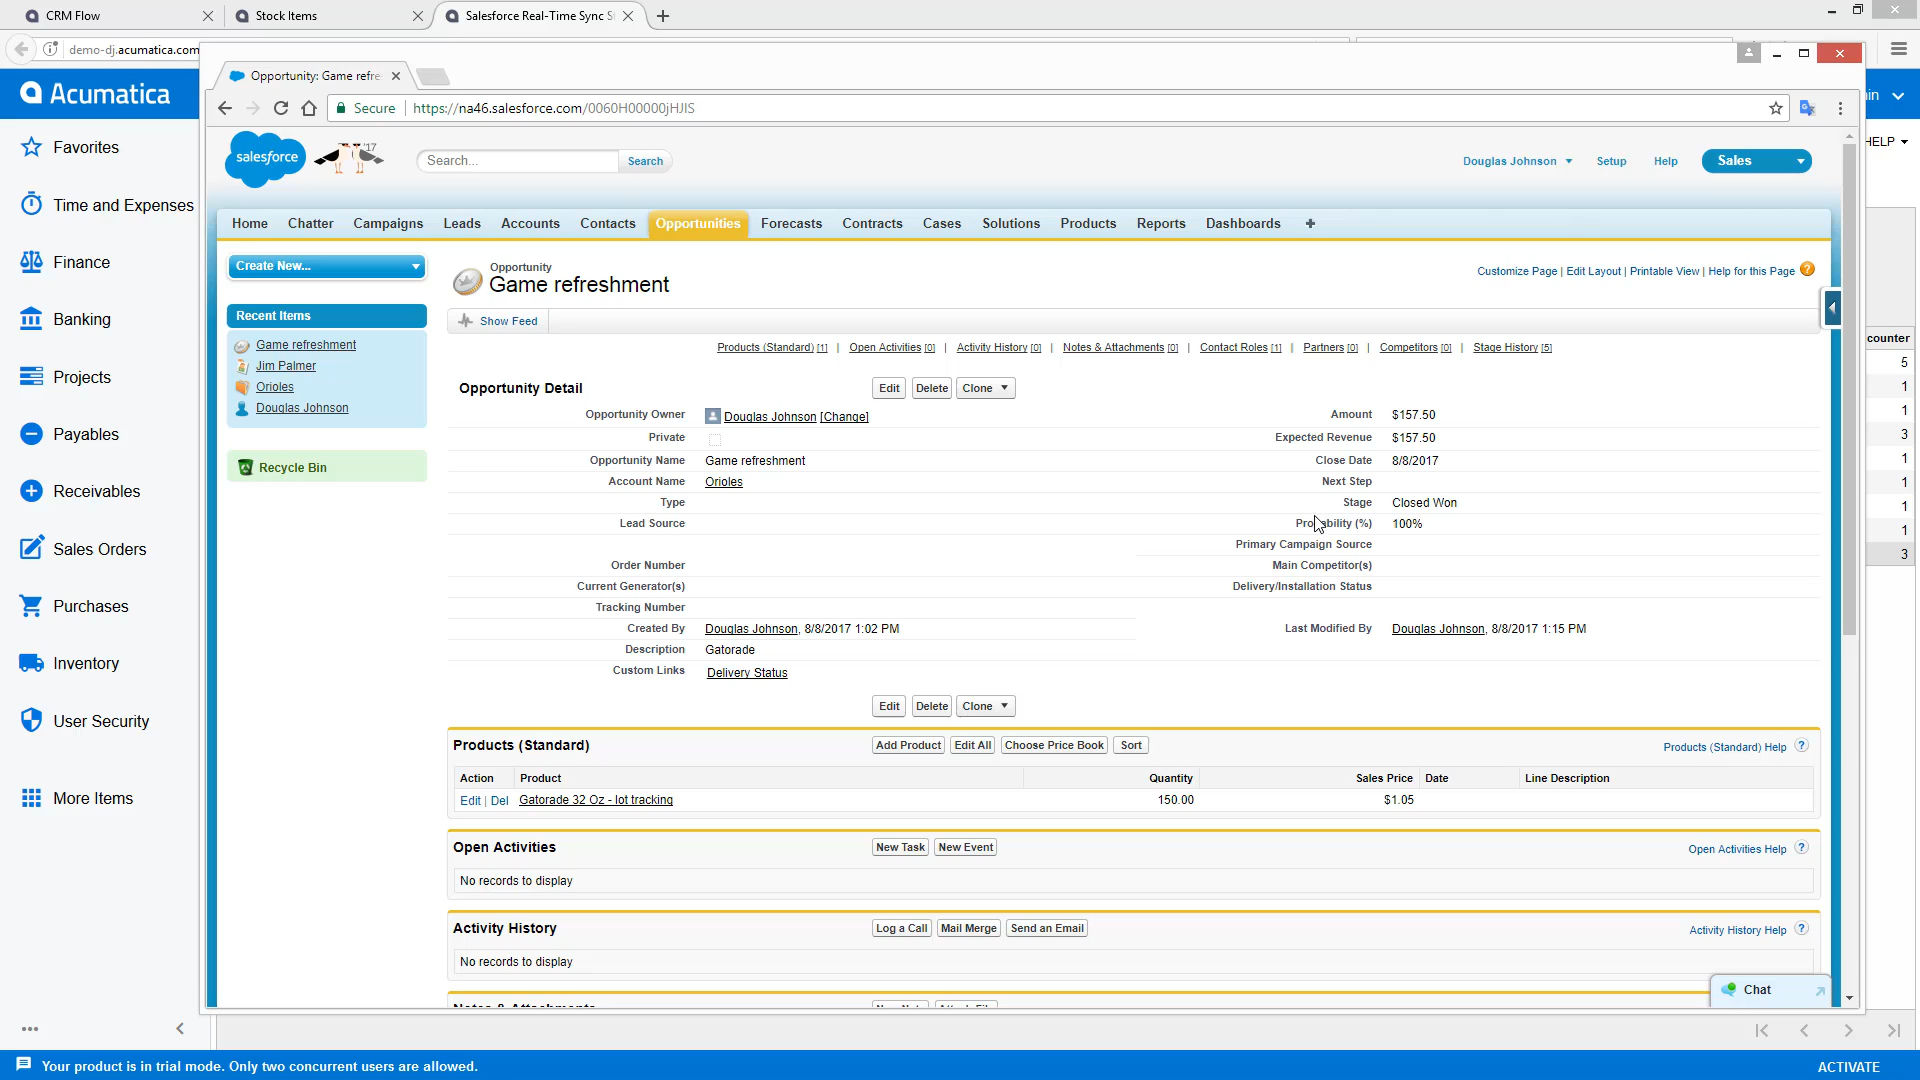 CRM Flow
Stock Items
Salesforce Real-Time Sync S
demo-dj.acumatica.com
Acumatica
Favorites
Time and Expenses
Finance
Banking
Projects
Payables
Receivables
Sales Orders
Purchases
Inventory
User Security
More Items
Opportunity: Game refre
Secure
https://na46.salesforce.com/0060H00000jHJIS
in
HELP
counter
5
1
1
3
1
1
1
1
3
salesforce
'17
Search...
Search
Douglas Johnson
Setup
Help
Sales
Home Chatter Campaigns Leads Accounts Contacts Opportunities Forecasts Contracts Cases Solutions Products Reports Dashboards +
Create New...
Recent Items
Game refreshment
Jim Palmer
Orioles
Douglas Johnson
Recycle Bin
Opportunity
Game refreshment
Customize Page | Edit Layout | Printable View | Help for this Page ?
Show Feed
Products (Standard) [1] | Open Activities [0] | Activity History [0] | Notes & Attachments [0] | Contact Roles [1] | Partners [0] | Competitors [0] | Stage History [5]
Opportunity Detail
Edit Delete Clone
Opportunity Owner Douglas Johnson [Change]
Amount $157.50
Private
Expected Revenue $157.50
Opportunity Name Game refreshment
Close Date 8/8/2017
Account Name Orioles
Next Step
Type
Stage Closed Won
Lead Source
Probability (%) 100%
Primary Campaign Source
Order Number
Main Competitor(s)
Current Generator(s)
Delivery/Installation Status
Tracking Number
Created By Douglas Johnson, 8/8/2017 1:02 PM
Last Modified By Douglas Johnson, 8/8/2017 1:15 PM
Description Gatorade
Custom Links Delivery Status
Edit Delete Clone
Products (Standard)
Add Product Edit All Choose Price Book Sort
Products (Standard) Help ?
Action Product Quantity Sales Price Date Line Description
Edit | Del Gatorade 32 Oz - lot tracking 150.00 $1.05
Open Activities
New Task New Event
Open Activities Help ?
No records to display
Activity History
Log a Call Mail Merge Send an Email
Activity History Help ?
No records to display
Chat
Your product is in trial mode. Only two concurrent users are allowed.
ACTIVATE